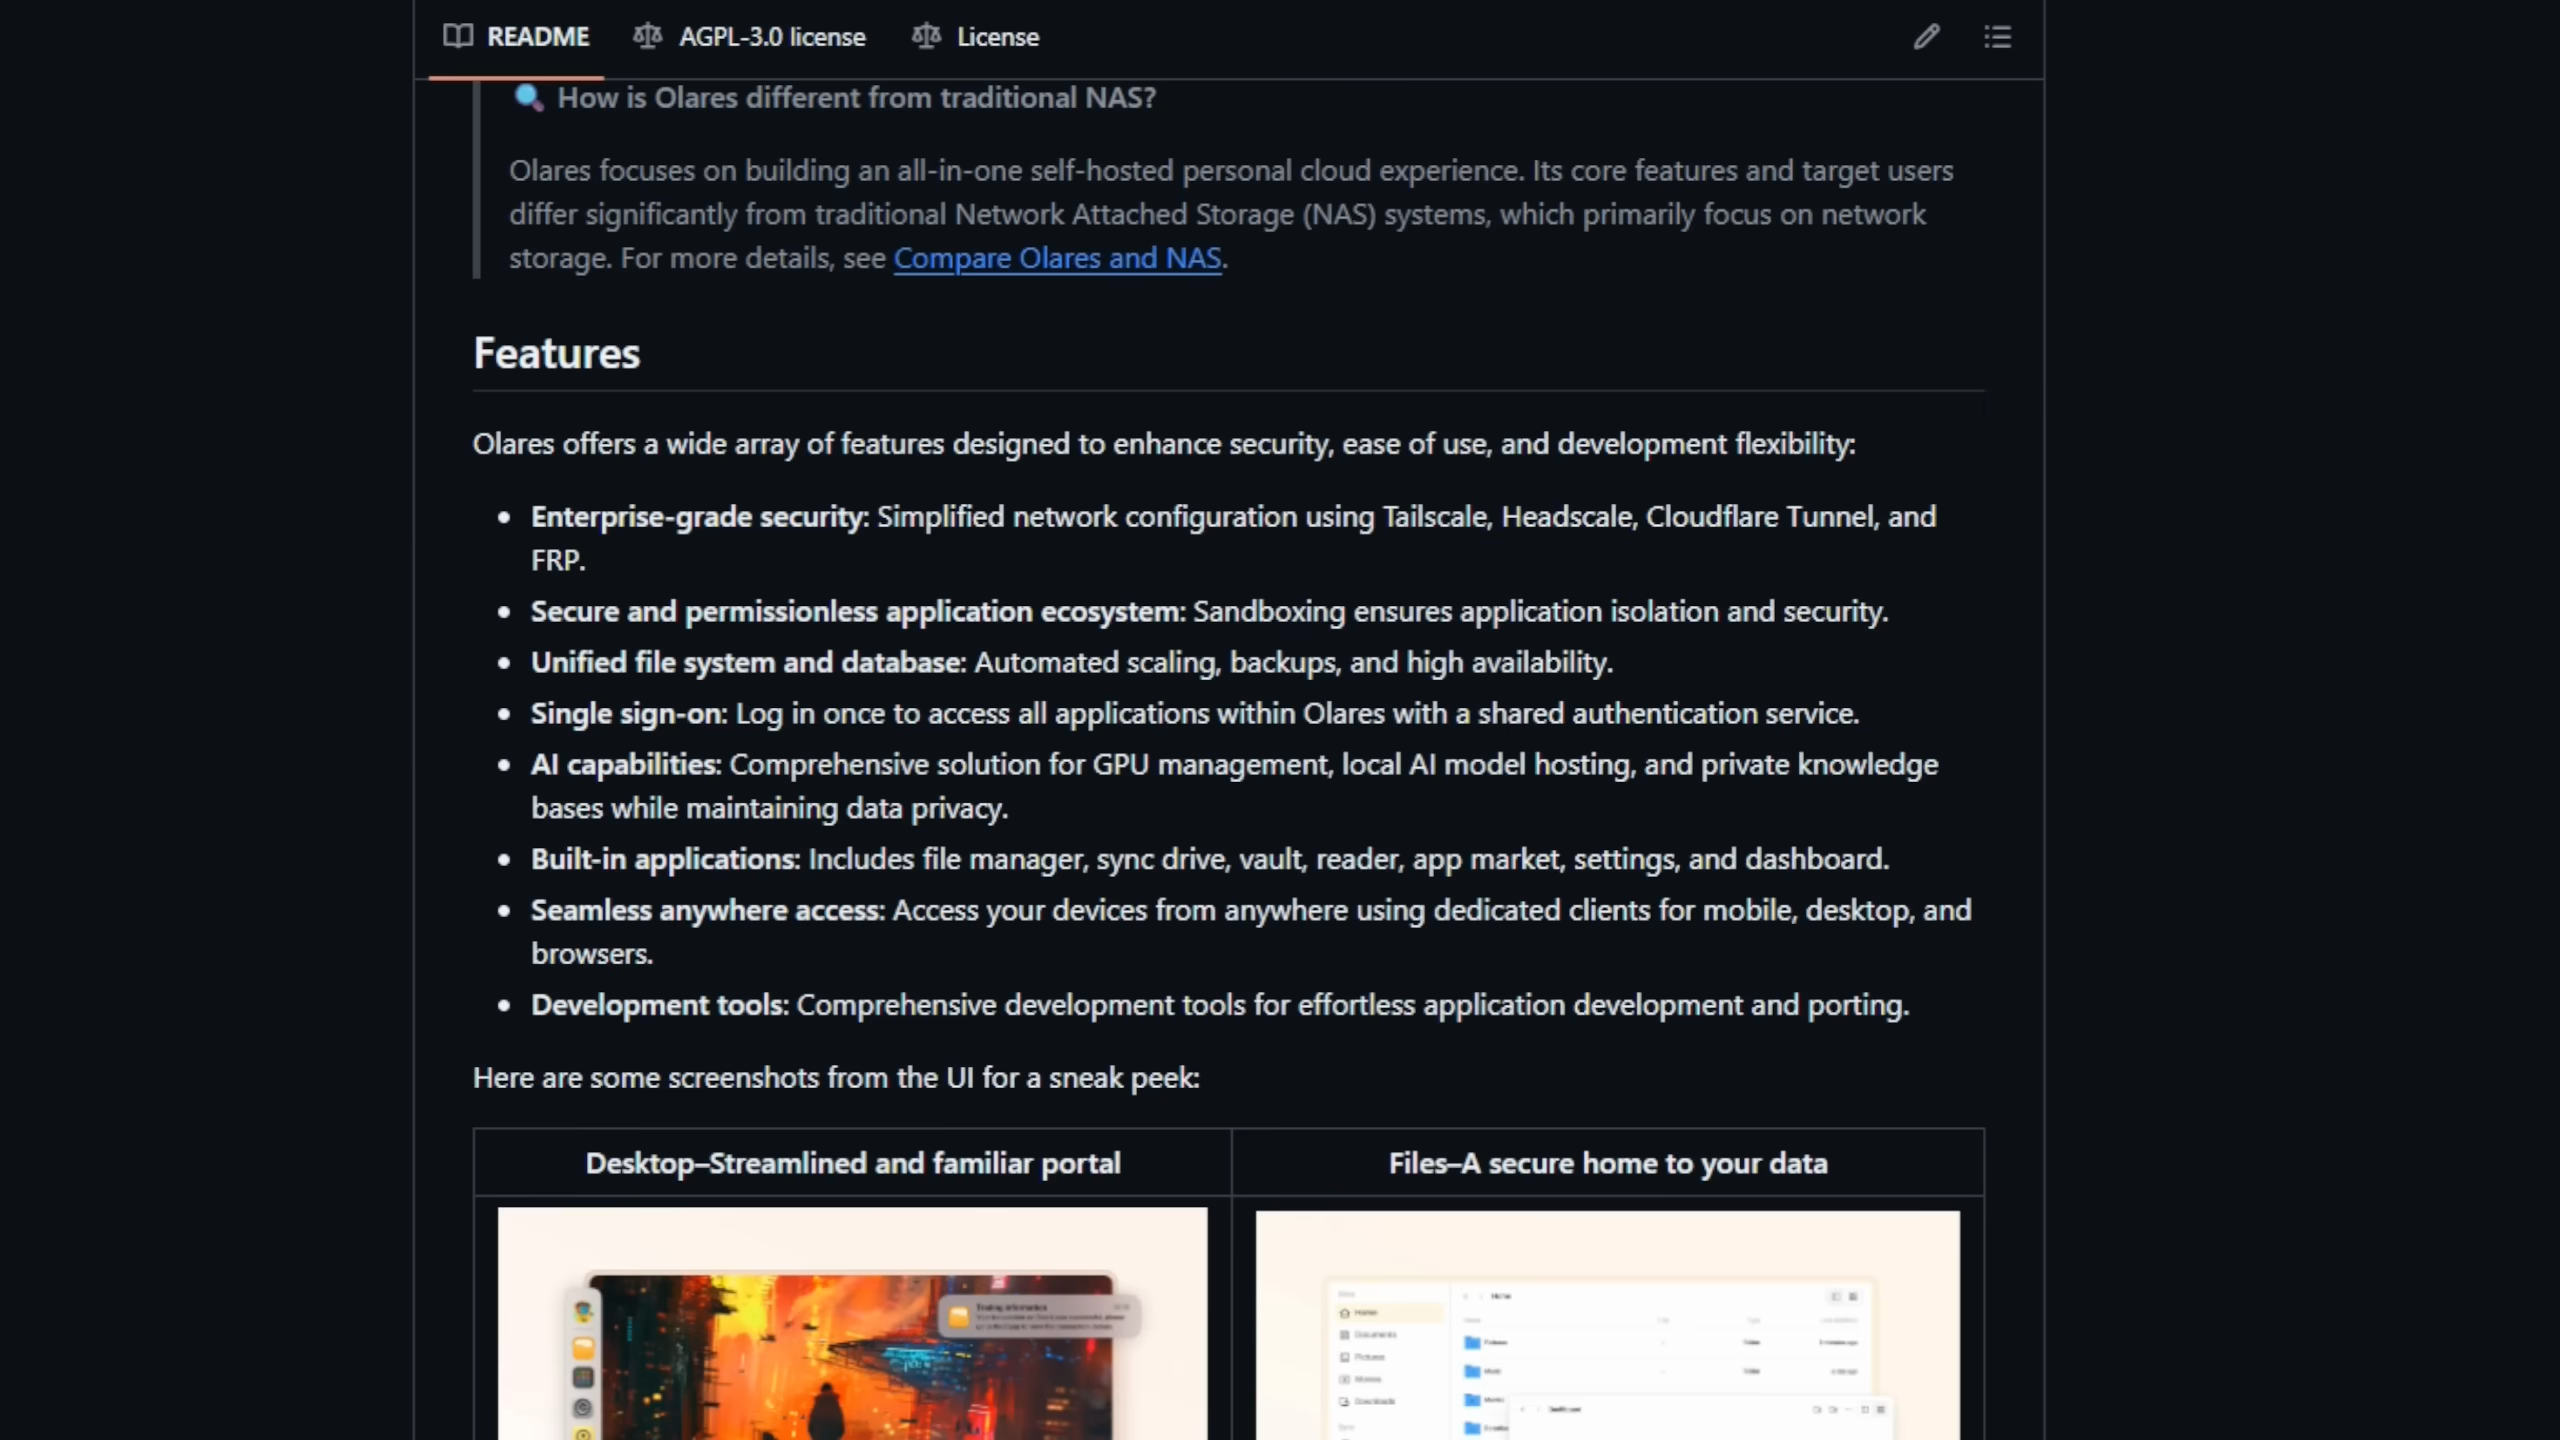 README
AGPL-3.0 license
License
How is Olares different from traditional NAS?
Olares focuses on building an all-in-one self-hosted personal cloud experience. Its core features and target users
differ significantly from traditional Network Attached Storage (NAS) systems, which primarily focus on network
storage. For more details, see Compare Olares and NAS.
Features
Olares offers a wide array of features designed to enhance security, ease of use, and development flexibility:
• Enterprise-grade security: Simplified network configuration using Tailscale, Headscale, Cloudflare Tunnel, and
FRP.
• Secure and permissionless application ecosystem: Sandboxing ensures application isolation and security.
• Unified file system and database: Automated scaling, backups, and high availability.
• Single sign-on: Log in once to access all applications within Olares with a shared authentication service.
• AI capabilities: Comprehensive solution for GPU management, local AI model hosting, and private knowledge
bases while maintaining data privacy.
• Built-in applications: Includes file manager, sync drive, vault, reader, app market, settings, and dashboard.
• Seamless anywhere access: Access your devices from anywhere using dedicated clients for mobile, desktop, and
browsers.
• Development tools: Comprehensive development tools for effortless application development and porting.
Here are some screenshots from the UI for a sneak peek:
Desktop–Streamlined and familiar portal
Files–A secure home to your data
Home
Home
Documents
Pictures
Movies
Downloads